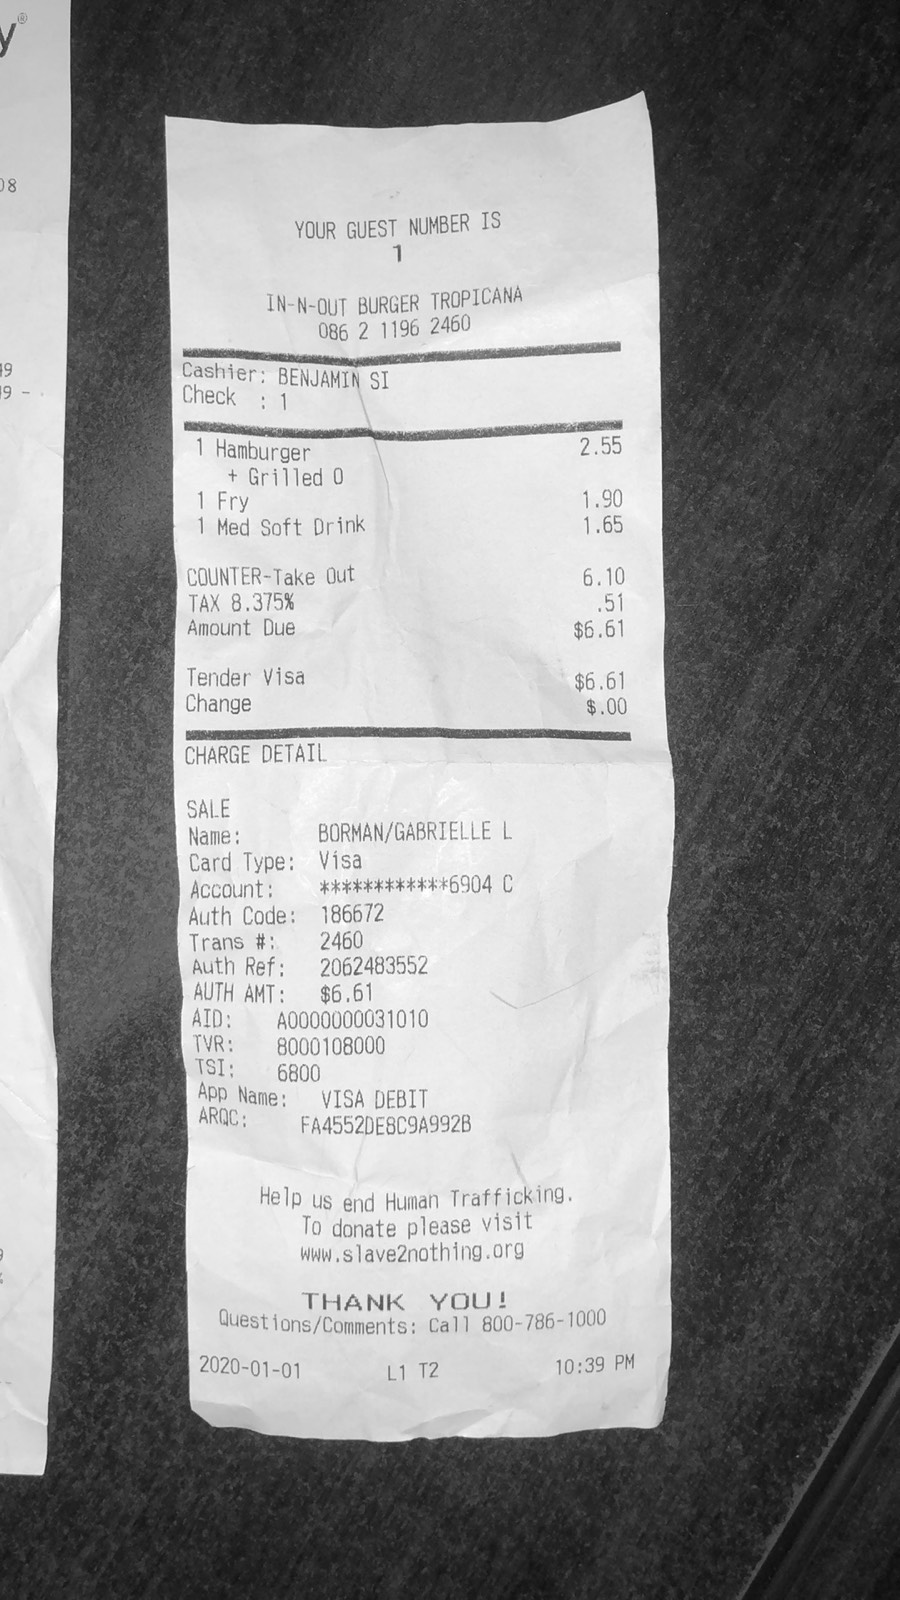 y®
08
49
49 -
YOUR GUEST NUMBER IS
1
IN-N-OUT BURGER TROPICANA
086 2 1196 2460
Cashier: BENJAMIN SI
Check : 1
1 Hamburger 2.55
+ Grilled O
1 Fry 1.90
1 Med Soft Drink 1.65
COUNTER-Take Out 6.10
TAX 8.375% .51
Amount Due $6.61
Tender Visa $6.61
Change $.00
CHARGE DETAIL
SALE
Name: BORMAN/GABRIELLE L
Card Type: Visa
Account: ************6904 C
Auth Code: 186672
Trans #: 2460
Auth Ref: 2062483552
AUTH AMT: $6.61
AID: A0000000031010
TVR: 8000108000
TSI: 6800
App Name: VISA DEBIT
ARQC: FA4552DE8C9A992B
Help us end Human Trafficking.
To donate please visit
www.slave2nothing.org
THANK YOU!
Questions/Comments: Call 800-786-1000
2020-01-01 L1 T2 10:39 PM